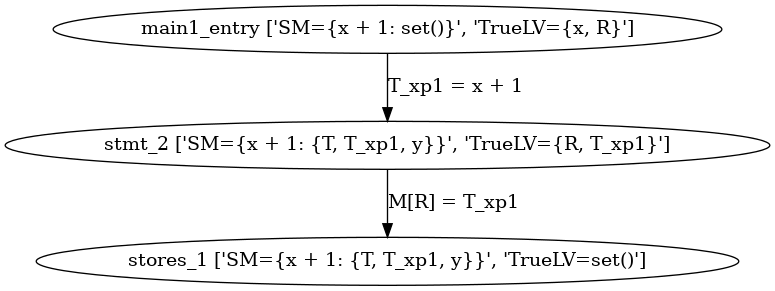 main1_entry ['SM={x + 1: set()}', 'TrueLV={x, R}']
T_xp1 = x + 1
stmt_2 ['SM={x + 1: {T, T_xp1, y}}', 'TrueLV={R, T_xp1}']
M[R] = T_xp1
stores_1 ['SM={x + 1: {T, T_xp1, y}}', 'TrueLV=set()']